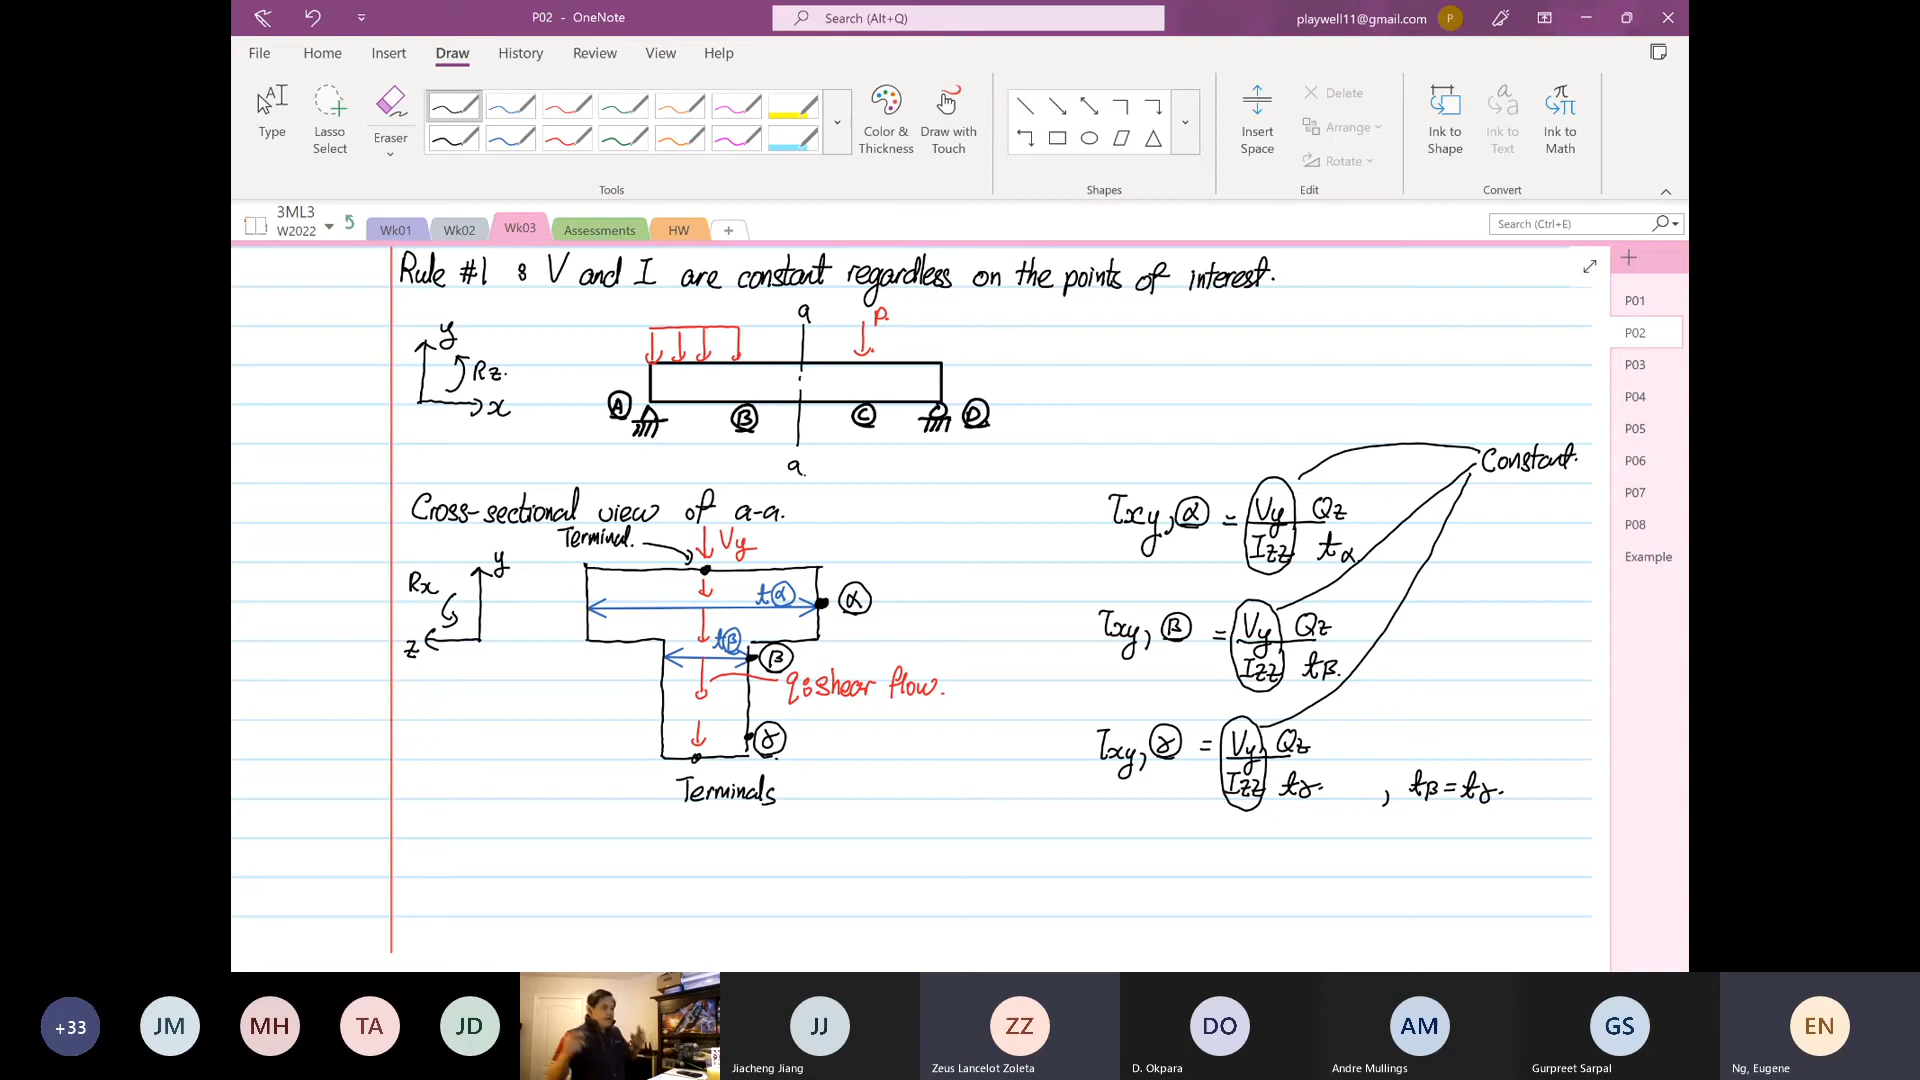 P02 - OneNote
Search (Alt+Q)
playwell11@gmail.com
P
File Home Insert Draw History Review View Help
Type
Lasso Select
Eraser
Color & Thickness
Draw with Touch
Insert Space
Delete
Arrange
Rotate
Ink to Shape
Ink to Text
Ink to Math
Tools
Shapes
Edit
Convert
3ML3
W2022
Wk01 Wk02 Wk03 Assessments HW
Search (Ctrl+E)
P01
P02
P03
P04
P05
P06
P07
P08
Example
Rule #1 : V and I are constant regardless on the points of interest.
y
Rz.
x
a
P.
A B C D
a.
Constant.
Cross-sectional view of a-a.
Terminal.
Vy
Rx
y
z
tα
α
tβ
β
q: shear flow.
γ
Terminals
τxy, α = Vy Qz
Izz tα
τxy, β = Vy Qz
Izz tβ.
τxy, γ = Vy Qz
Izz tγ. , tβ = tγ.
+33
JM
MH
TA
JD
JJ
Jiacheng Jiang
ZZ
Zeus Lancelot Zoleta
DO
D. Okpara
AM
Andre Mullings
GS
Gurpreet Sarpal
EN
Ng, Eugene